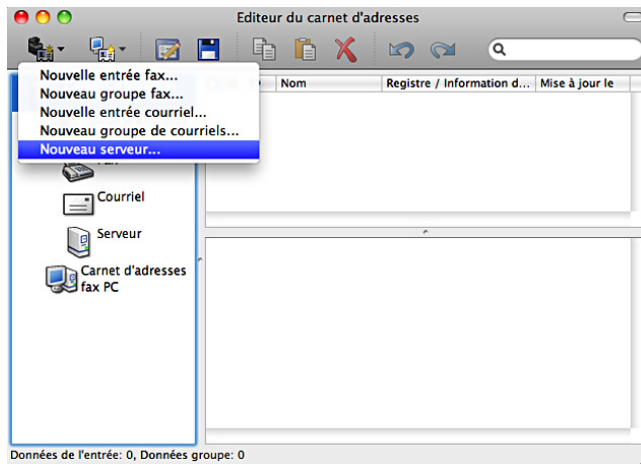 Editeur du carnet d'adresses
Nouvelle entrée fax...
Nouveau groupe fax...
Nouvelle entrée courriel...
Nouveau groupe de courriels...
Nouveau serveur...
Nom
Registre / Information d...
Mise à jour le
Courriel
Serveur
Carnet d'adresses
fax PC
Données de l'entrée: 0, Données groupe: 0